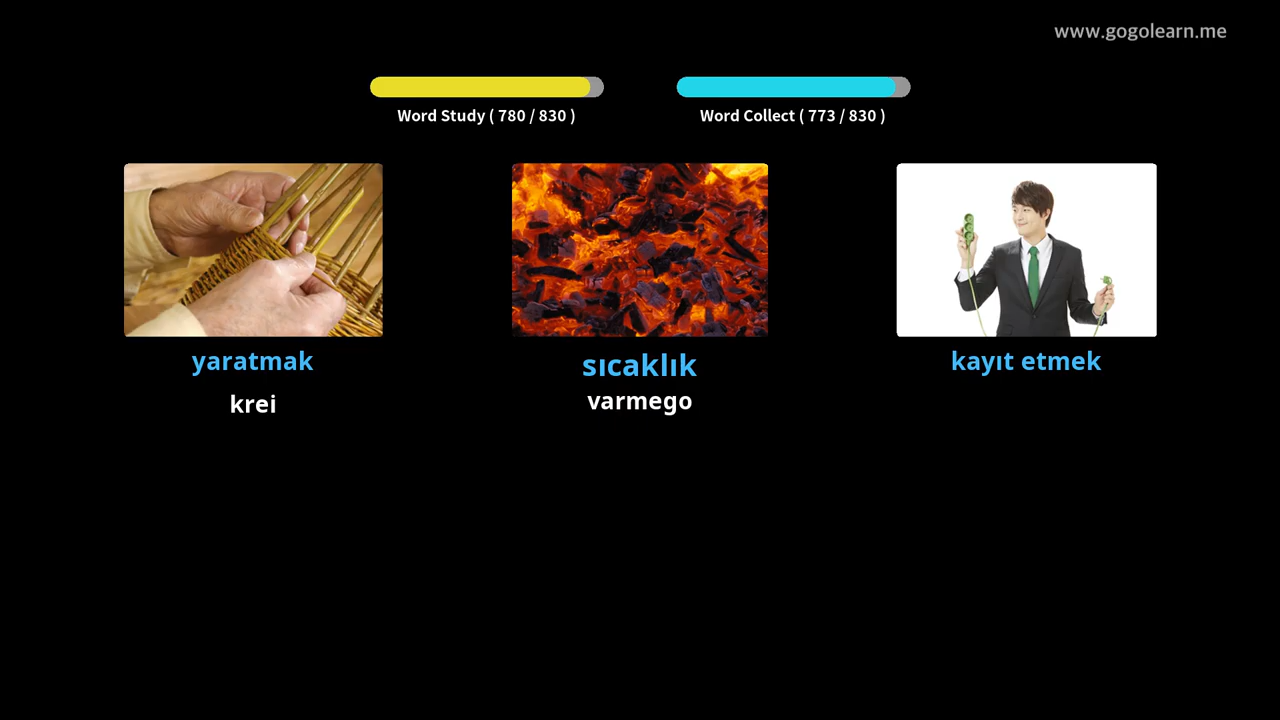 www.gogolearn.me
Word Study ( 780 / 830 )
Word Collect ( 773 / 830 )
yaratmak
krei
sıcaklık
varmego
kayıt etmek